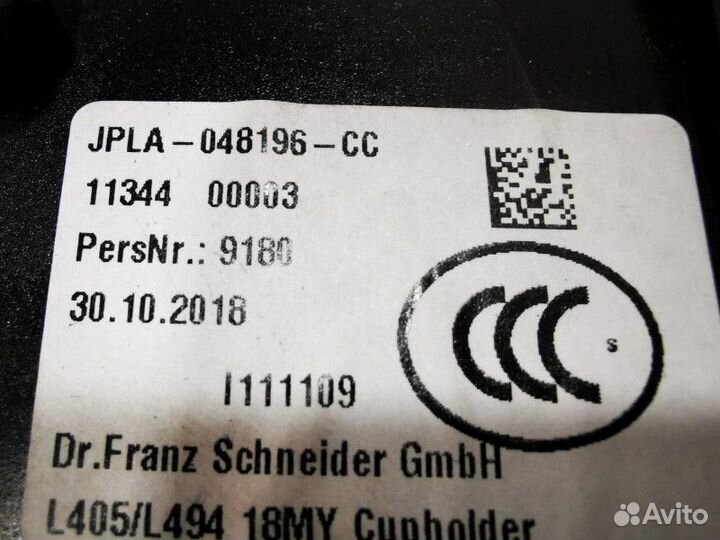 JPLA-048196-CC
11344 00003
PersNr.: 9180
30.10.2018
CCC s
I111109
Dr.Franz Schneider GmbH
L405/L494 18MY Cupholder
Avito